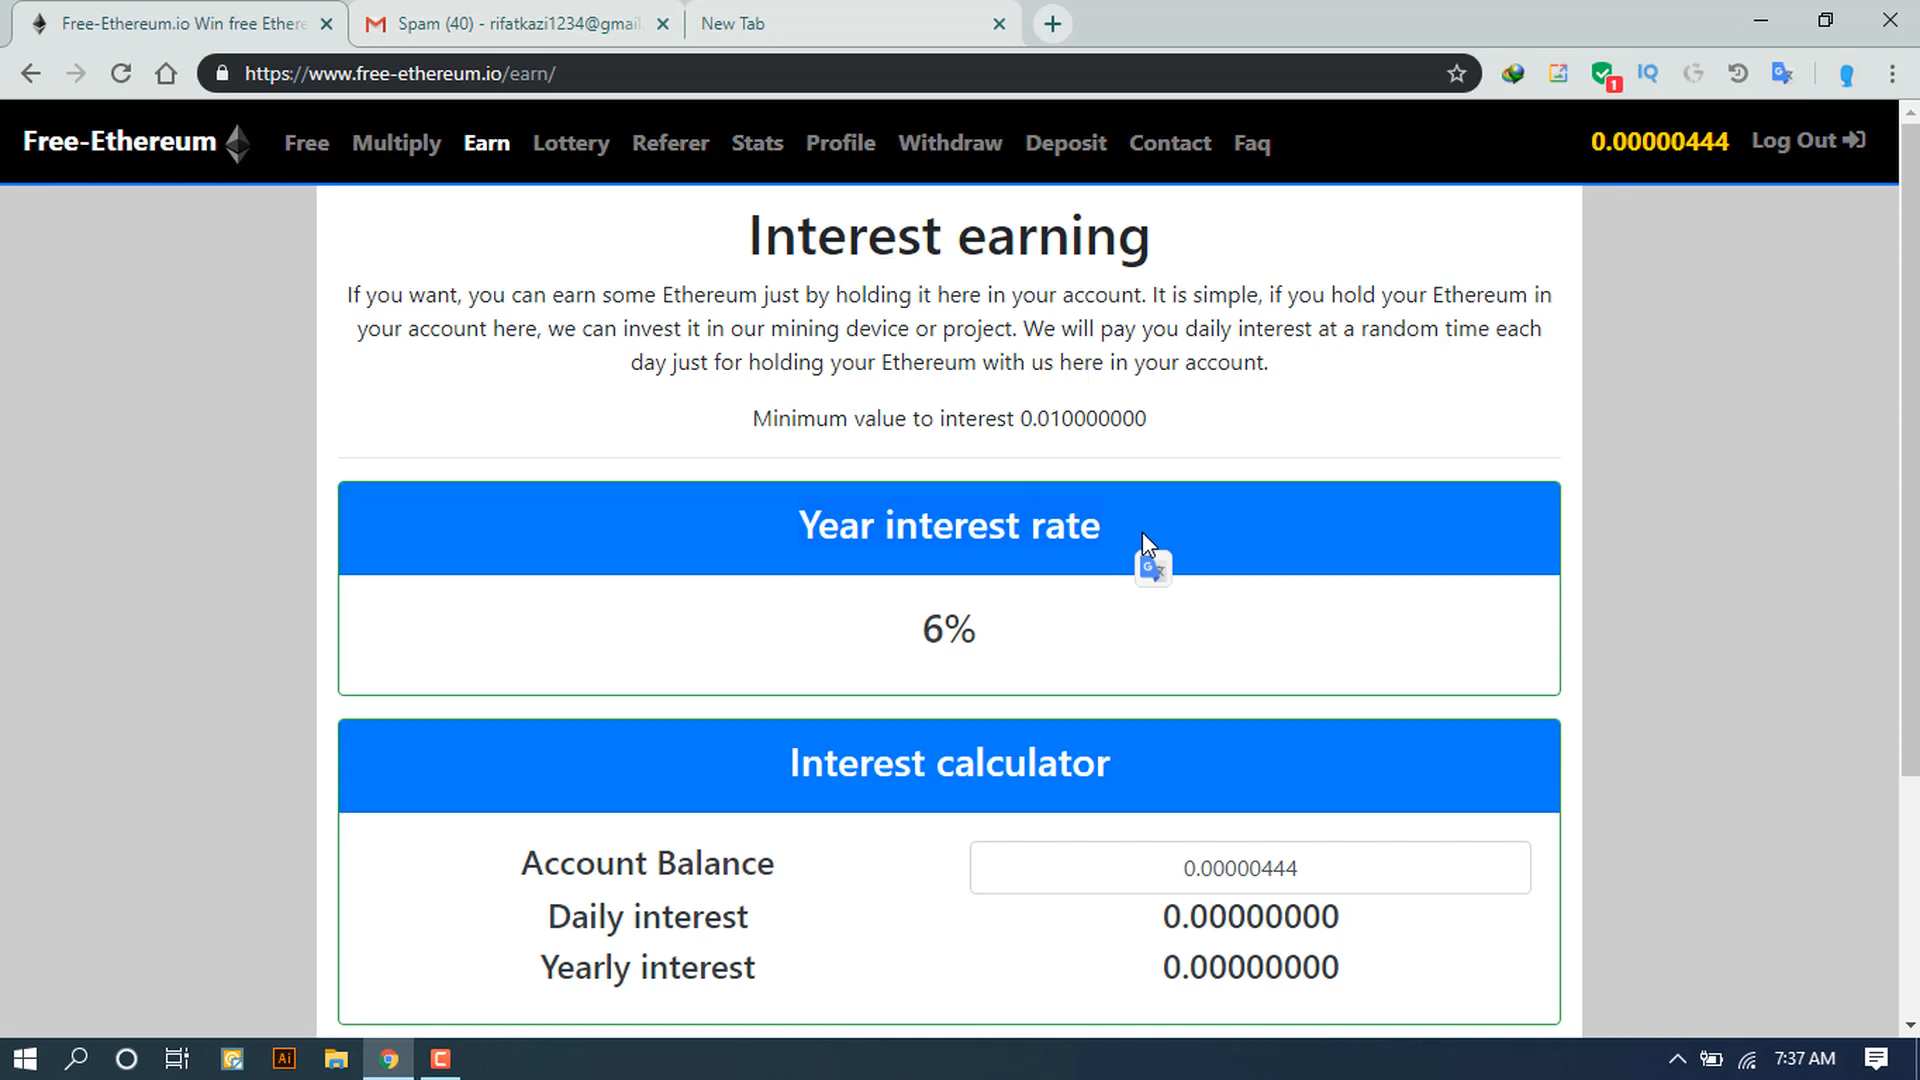 Free-Ethereum.io Win free Ethere
Spam (40) - rifatkazi1234@gmai
New Tab
https://www.free-ethereum.io/earn/
1
IQ
Free-Ethereum
Free
Multiply
Earn
Lottery
Referer
Stats
Profile
Withdraw
Deposit
Contact
Faq
0.00000444
Log Out
Interest earning
If you want, you can earn some Ethereum just by holding it here in your account. It is simple, if you hold your Ethereum in
your account here, we can invest it in our mining device or project. We will pay you daily interest at a random time each
day just for holding your Ethereum with us here in your account.
Minimum value to interest 0.010000000
Year interest rate
6%
Interest calculator
Account Balance
0.00000444
Daily interest
0.00000000
Yearly interest
0.00000000
Ai
C
7:37 AM